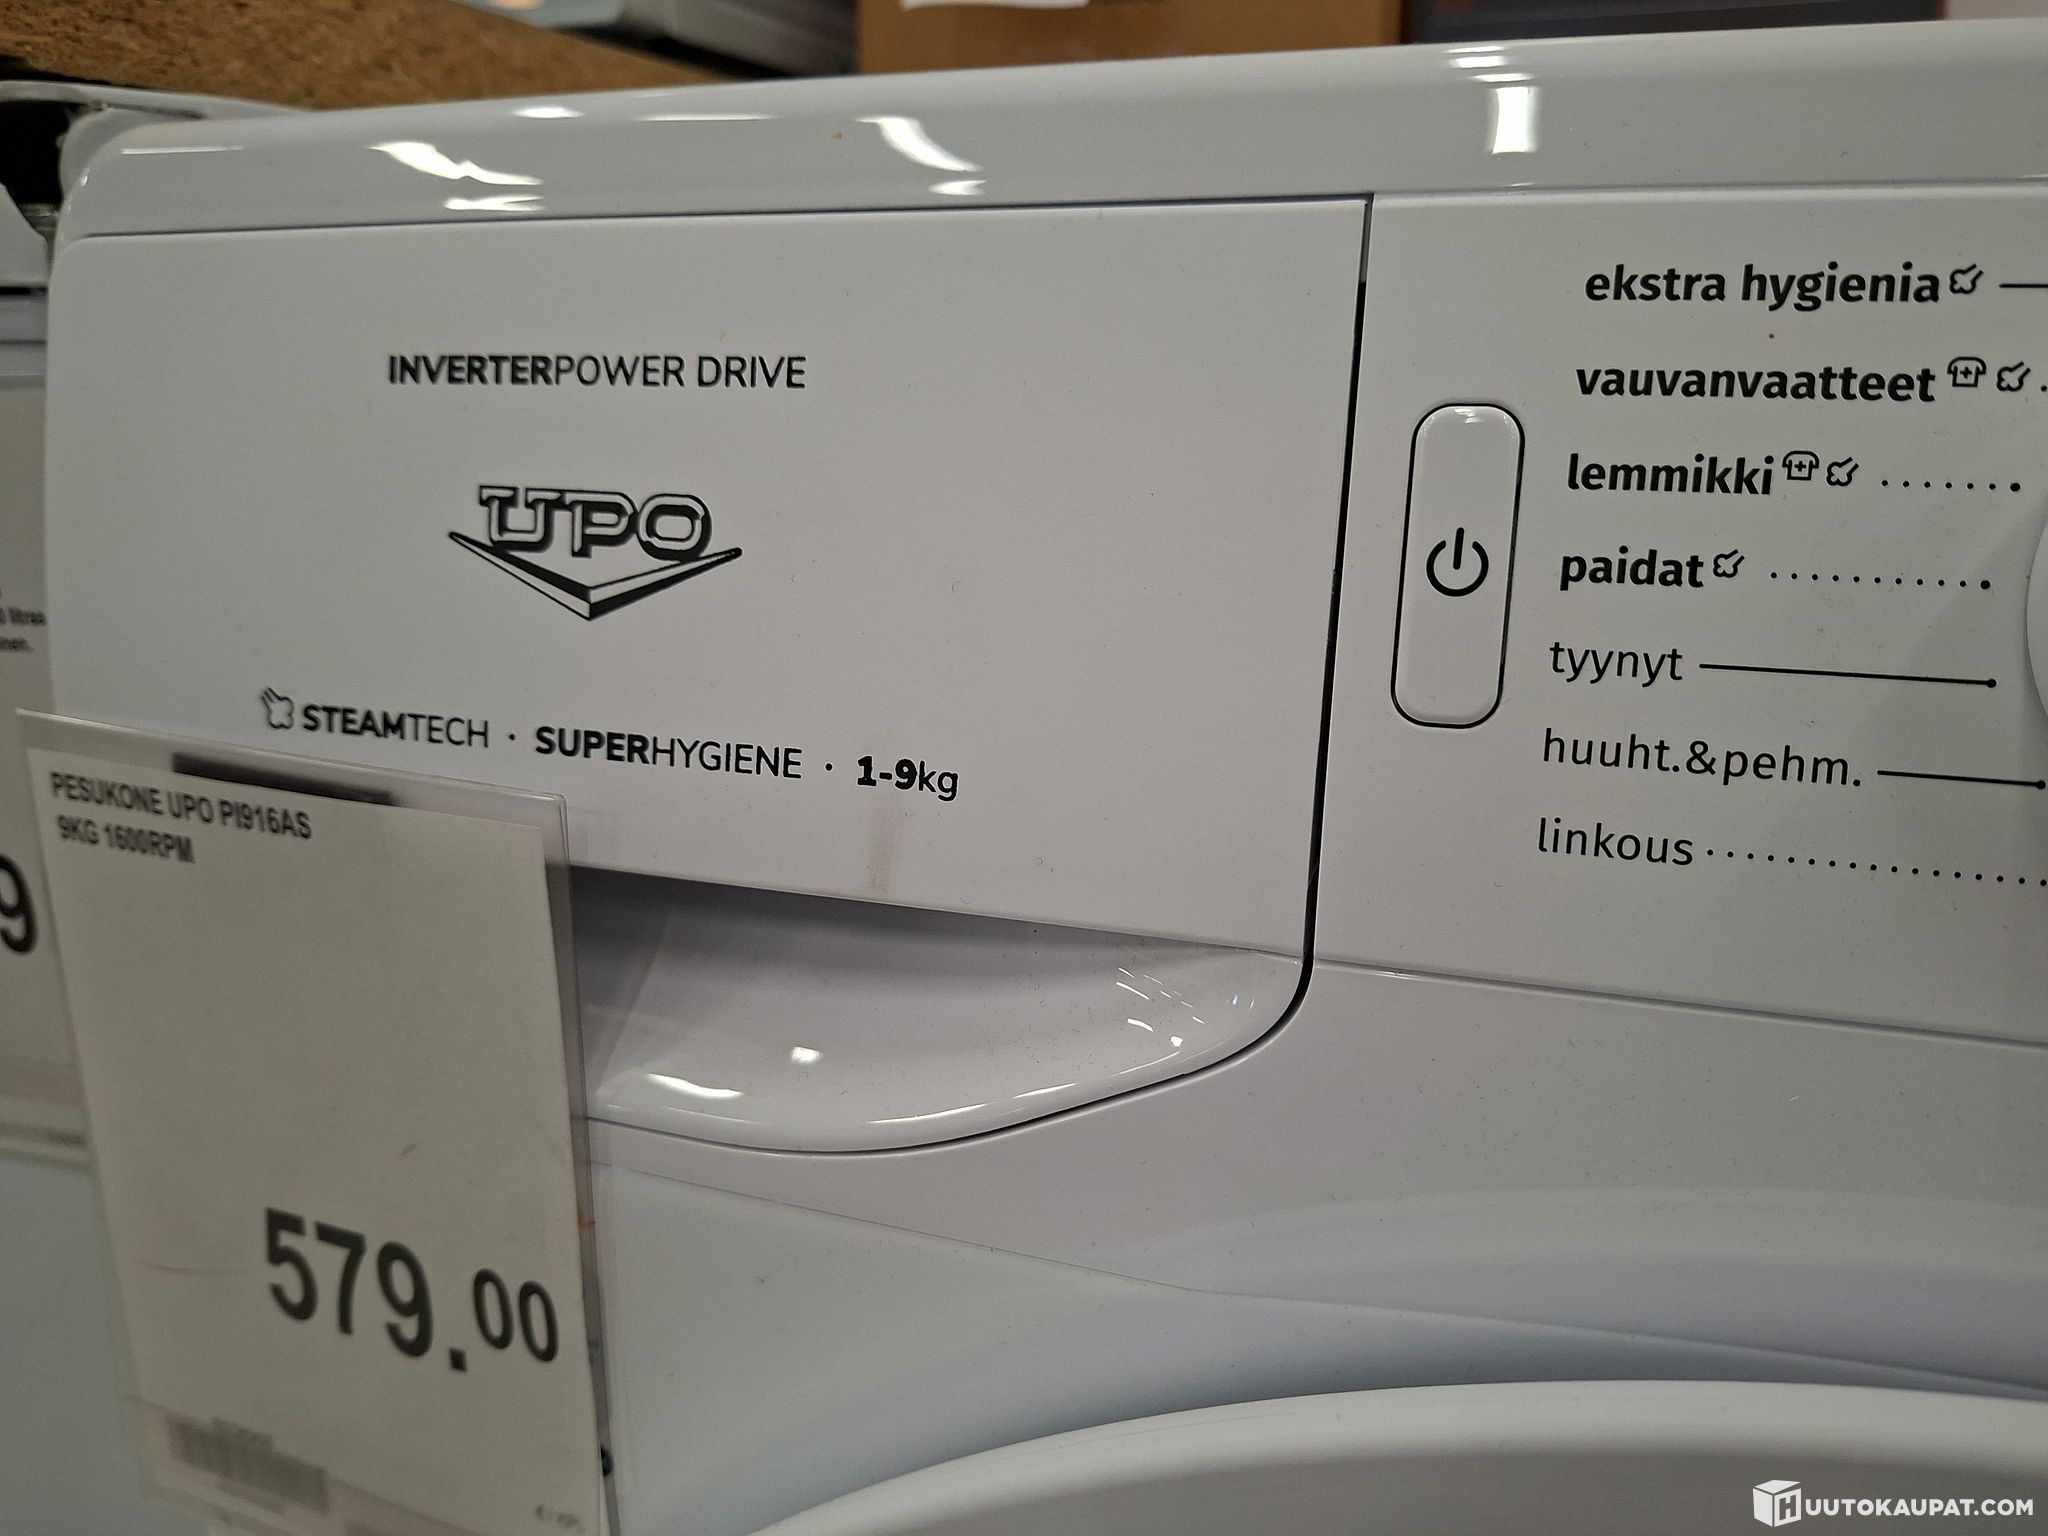 INVERTERPOWER DRIVE
UPO
STEAMTECH · SUPERHYGIENE · 1-9kg
ekstra hygienia
vauvanvaatteet
lemmikki
paidat
tyynyt
huuht.&pehm.
linkous
PESUKONE UPO PI916AS
9KG 1600RPM
579.00
9
HUUTOKAUPAT.COM